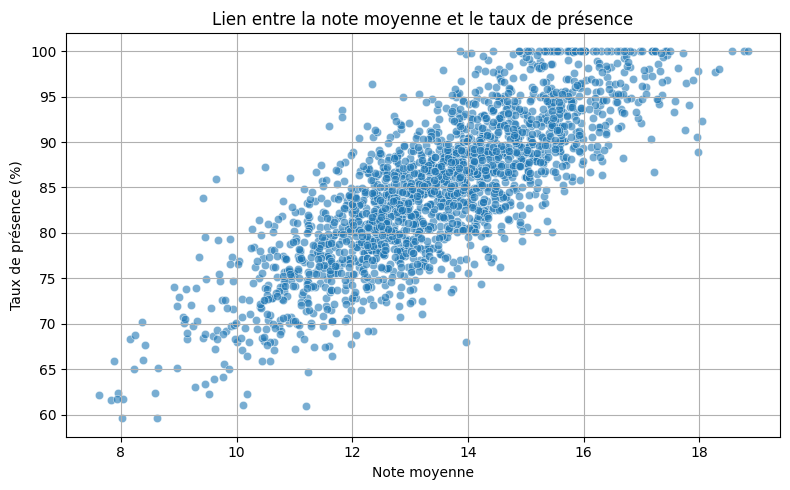 Lien entre la note moyenne et le taux de présence
100
95
90
85
80
75
70
65
60
Taux de présence (%)
8 10 12 14 16 18
Note moyenne